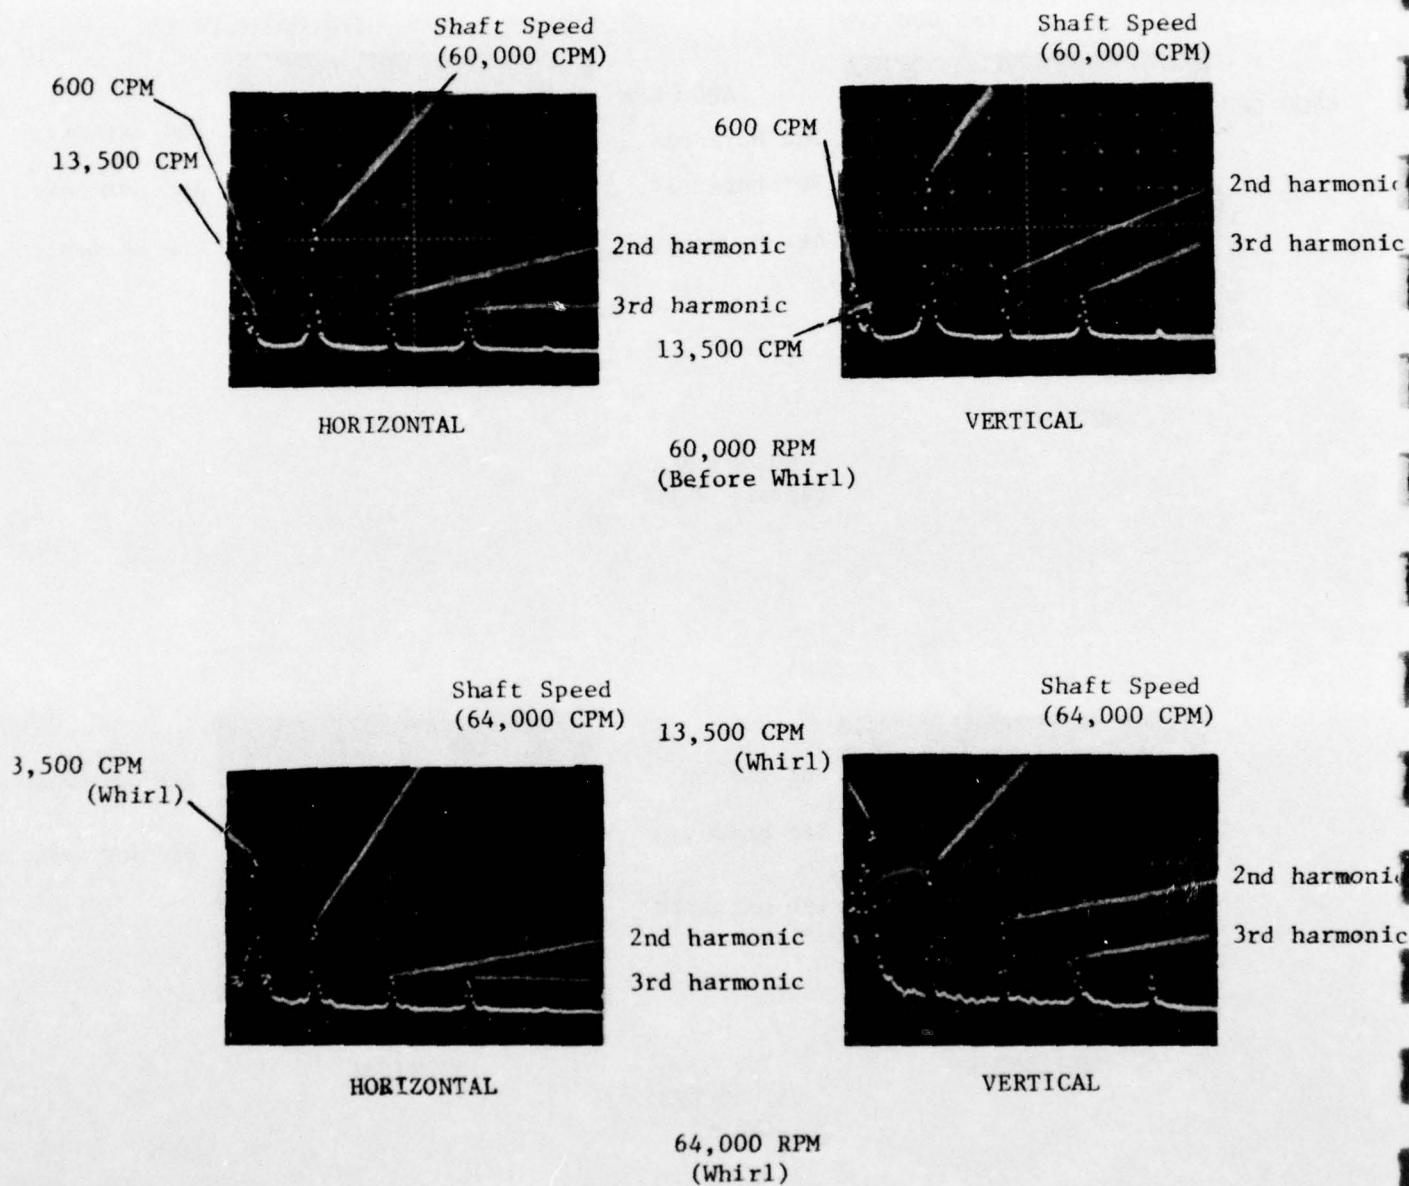 Shaft Speed
(60,000 CPM)
600 CPM
13,500 CPM
2nd harmonic
3rd harmonic
HORIZONTAL
Shaft Speed
(60,000 CPM)
600 CPM
2nd harmonic
3rd harmonic
13,500 CPM
VERTICAL
60,000 RPM
(Before Whirl)
Shaft Speed
(64,000 CPM)
3,500 CPM
(Whirl)
2nd harmonic
3rd harmonic
HORIZONTAL
Shaft Speed
(64,000 CPM)
13,500 CPM
(Whirl)
2nd harmonic
3rd harmonic
VERTICAL
64,000 RPM
(Whirl)